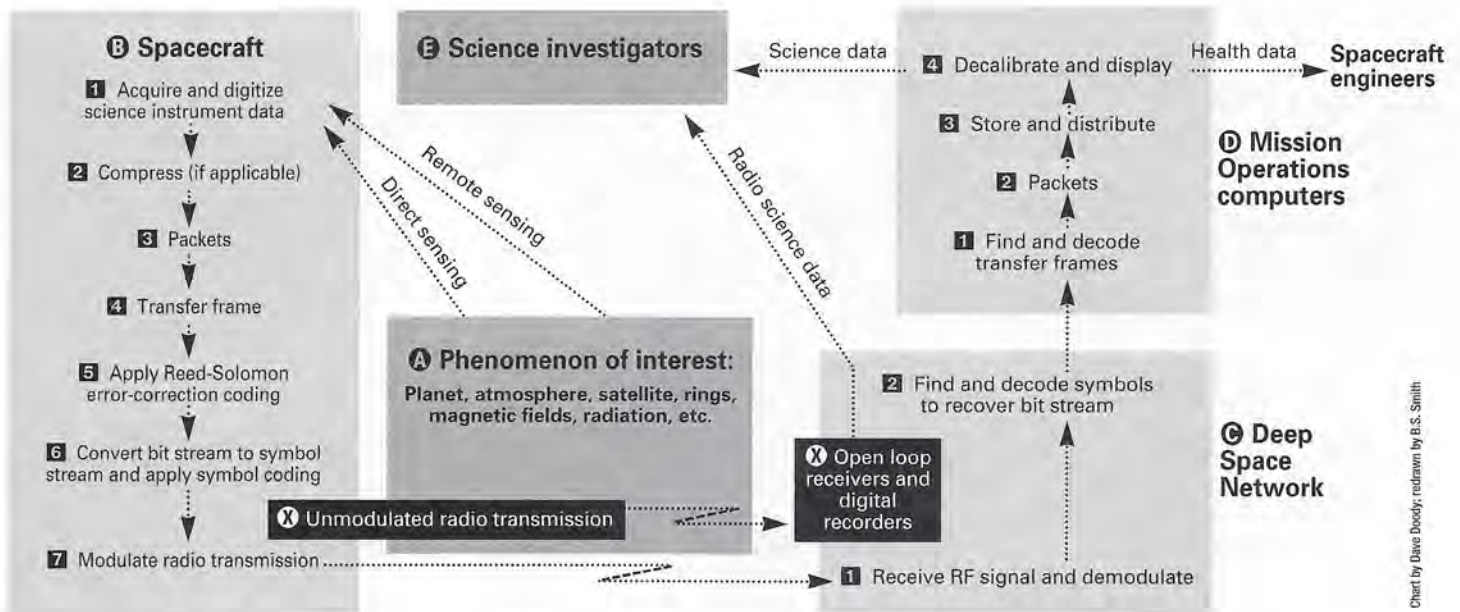 B Spacecraft
1 Acquire and digitize
science instrument data
2 Compress (if applicable)
3 Packets
4 Transfer frame
5 Apply Reed-Solomon
error-correction coding
6 Convert bit stream to symbol
stream and apply symbol coding
7 Modulate radio transmission
E Science investigators
Remote sensing
Direct sensing
A Phenomenon of interest:
Planet, atmosphere, satellite, rings,
magnetic fields, radiation, etc.
X Unmodulated radio transmission
Radio science data
X Open loop
receivers and
digital
recorders
Science data
4 Decalibrate and display
Health data
Spacecraft
engineers
3 Store and distribute
2 Packets
1 Find and decode
transfer frames
D Mission
Operations
computers
2 Find and decode symbols
to recover bit stream
1 Receive RF signal and demodulate
C Deep
Space
Network
Chart by Dave Doody; redrawn by B.S. Smith